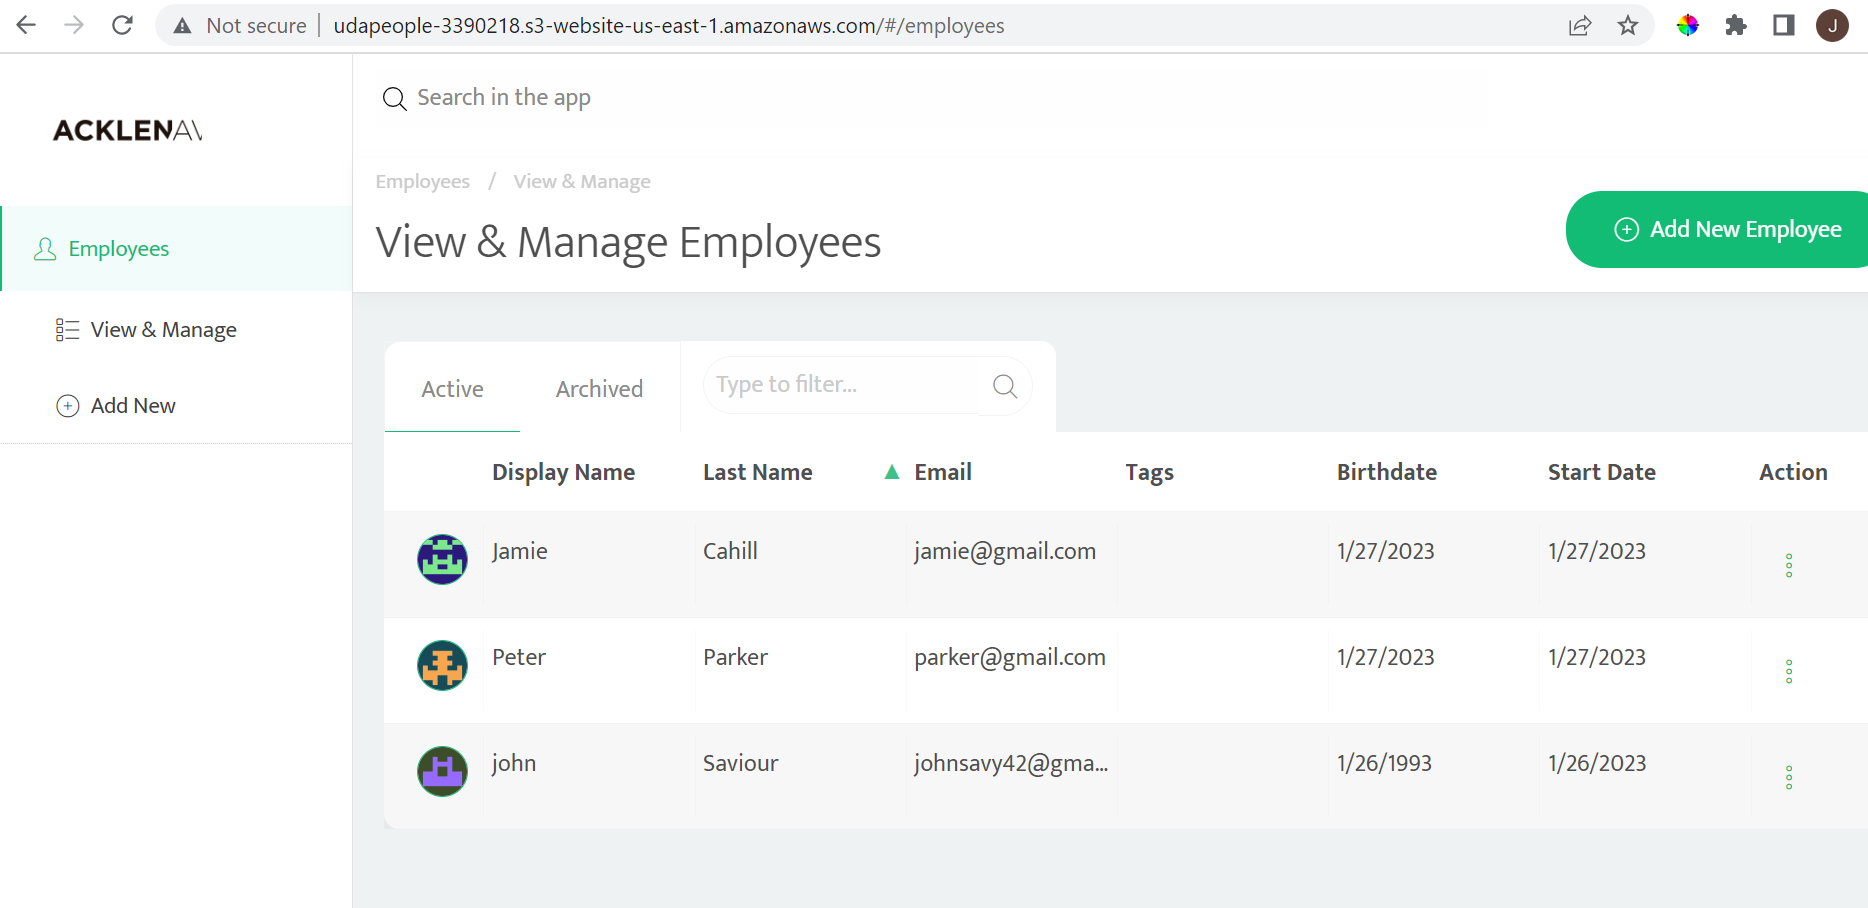 Not secure | udapeople-3390218.s3-website-us-east-1.amazonaws.com/#/employees
J
Search in the app
ACKLENAV
Employees / View & Manage
View & Manage Employees
Add New Employee
Employees
View & Manage
Add New
Active Archived Type to filter...
Display Name Last Name Email Tags Birthdate Start Date Action
Jamie Cahill jamie@gmail.com 1/27/2023 1/27/2023
Peter Parker parker@gmail.com 1/27/2023 1/27/2023
john Saviour johnsavy42@gma... 1/26/1993 1/26/2023